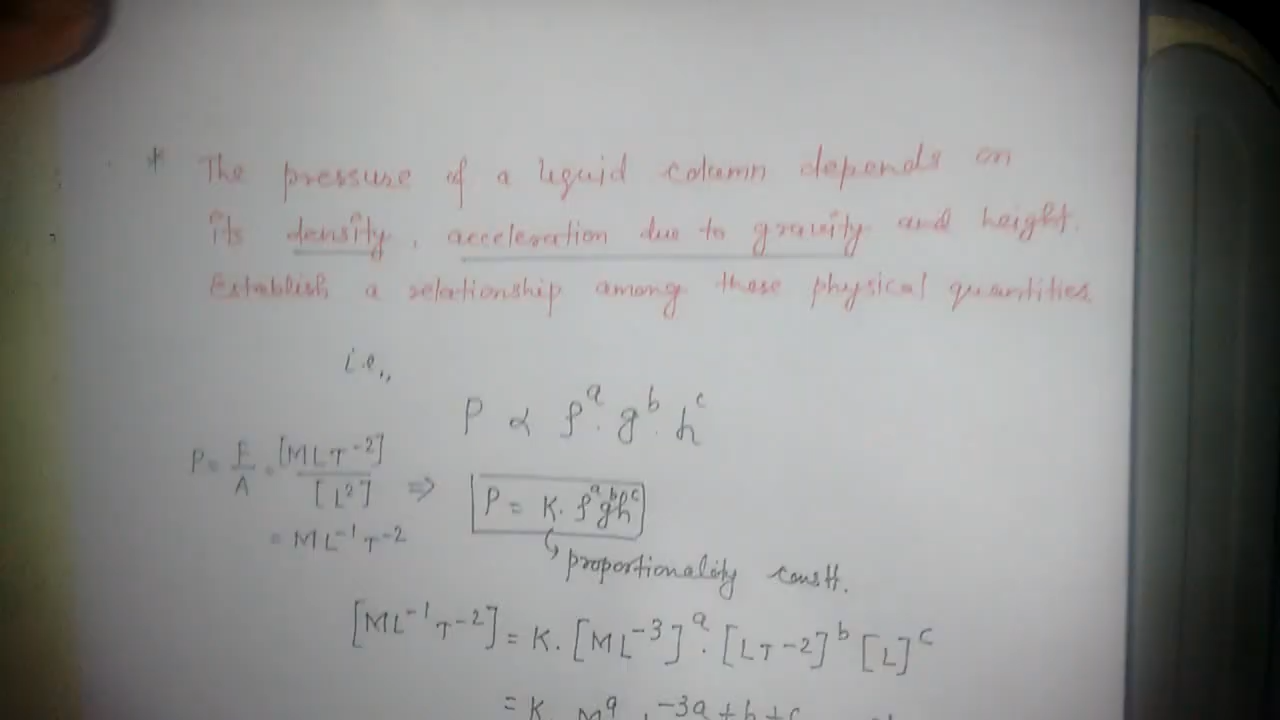 * The pressure of a liquid column depends on
its density, acceleration due to gravity and height.
Establish a relationship among these physical quantities
i.e.,
P ∝ ρ^a . g^b . h^c
P = F/A = [MLT^-2]/[L^2] ⇒ P = K. ρ^a g^b h^c
= ML^-1 T^-2
proportionality constt.
[ML^-1 T^-2] = K. [ML^-3]^a . [LT^-2]^b [L]^c
= K M^a -3a+b+c